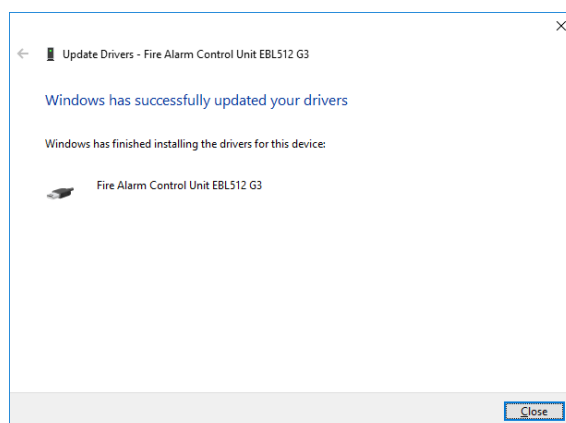 Update Drivers - Fire Alarm Control Unit EBL512 G3
Windows has successfully updated your drivers
Windows has finished installing the drivers for this device:
Fire Alarm Control Unit EBL512 G3
Close